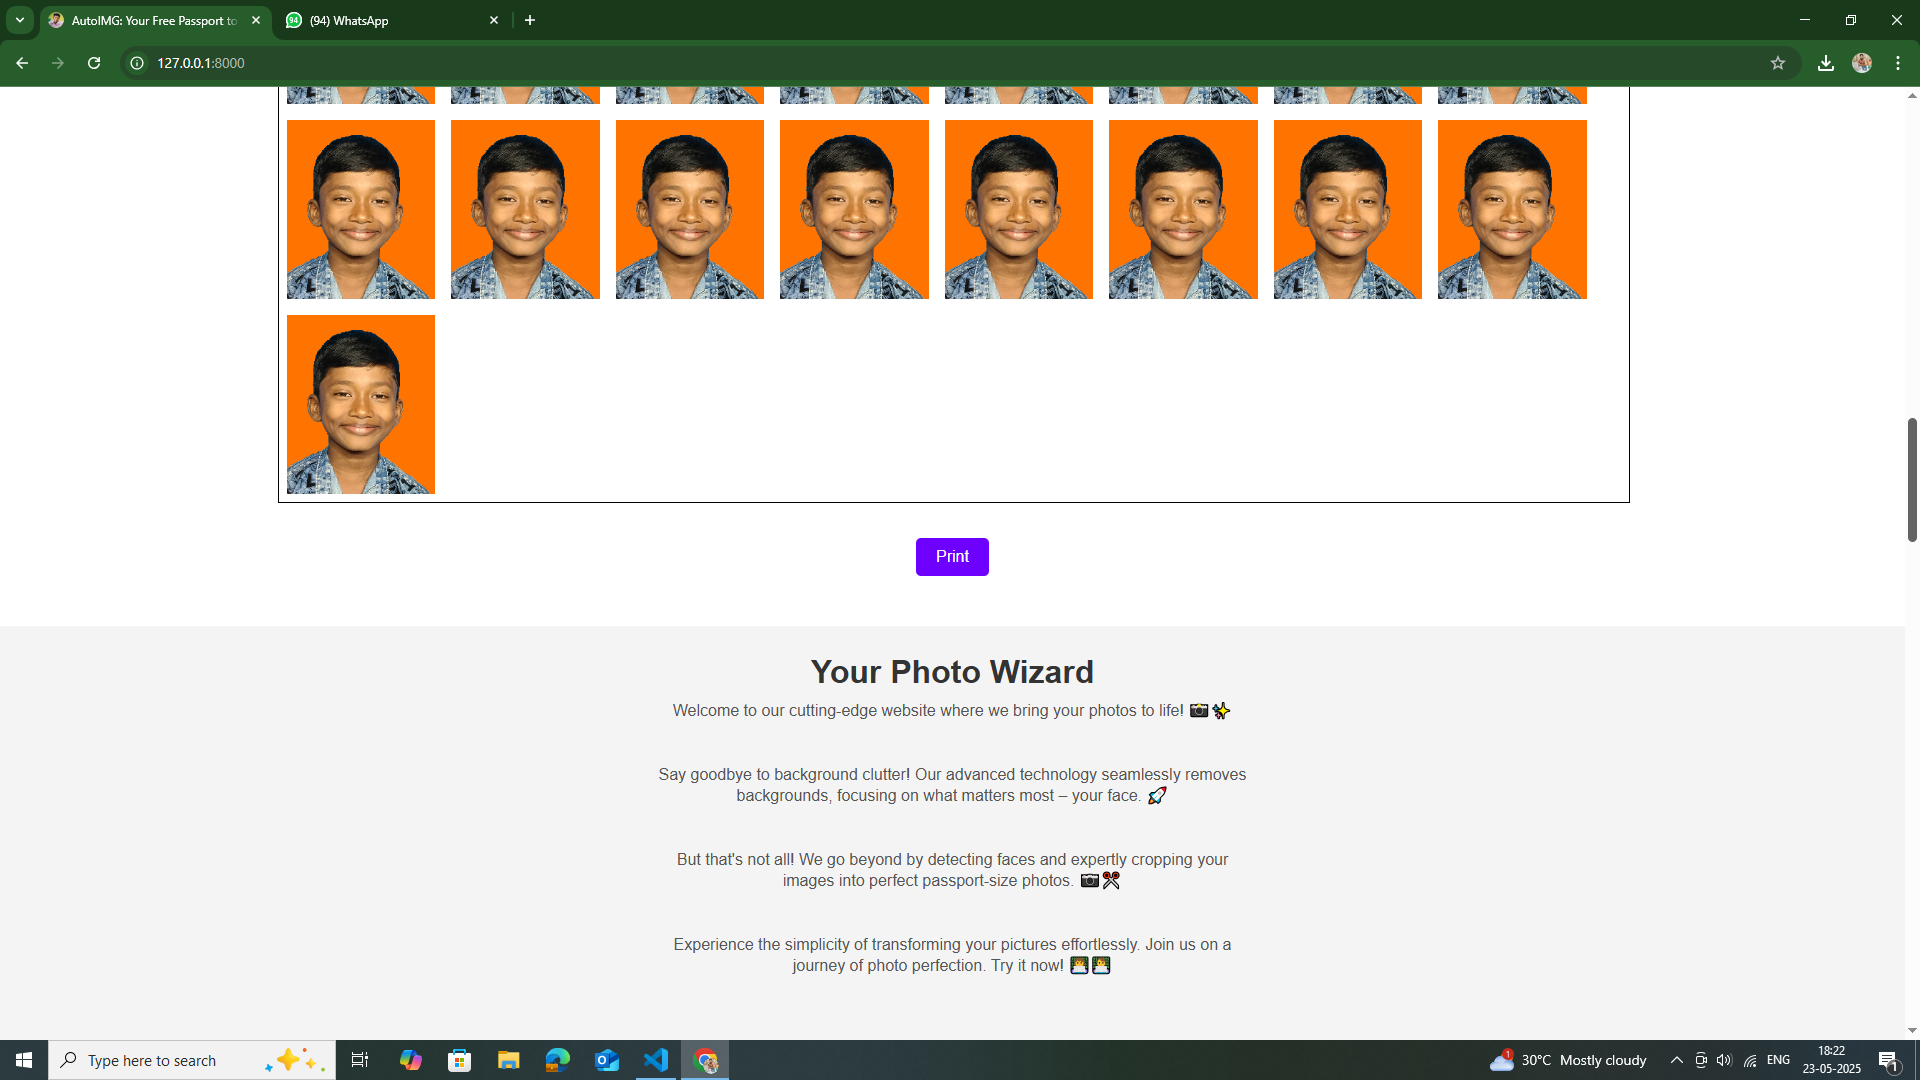 AutoIMG: Your Free Passport to
(94) WhatsApp
127.0.0.1:8000
Print
Your Photo Wizard
Welcome to our cutting-edge website where we bring your photos to life! 📸✨
Say goodbye to background clutter! Our advanced technology seamlessly removes
backgrounds, focusing on what matters most – your face. 🚀
But that's not all! We go beyond by detecting faces and expertly cropping your
images into perfect passport-size photos. 📷✂️
Experience the simplicity of transforming your pictures effortlessly. Join us on a
journey of photo perfection. Try it now! 👨‍💻👩‍💻
Type here to search
30°C Mostly cloudy
ENG
18:22
23-05-2025